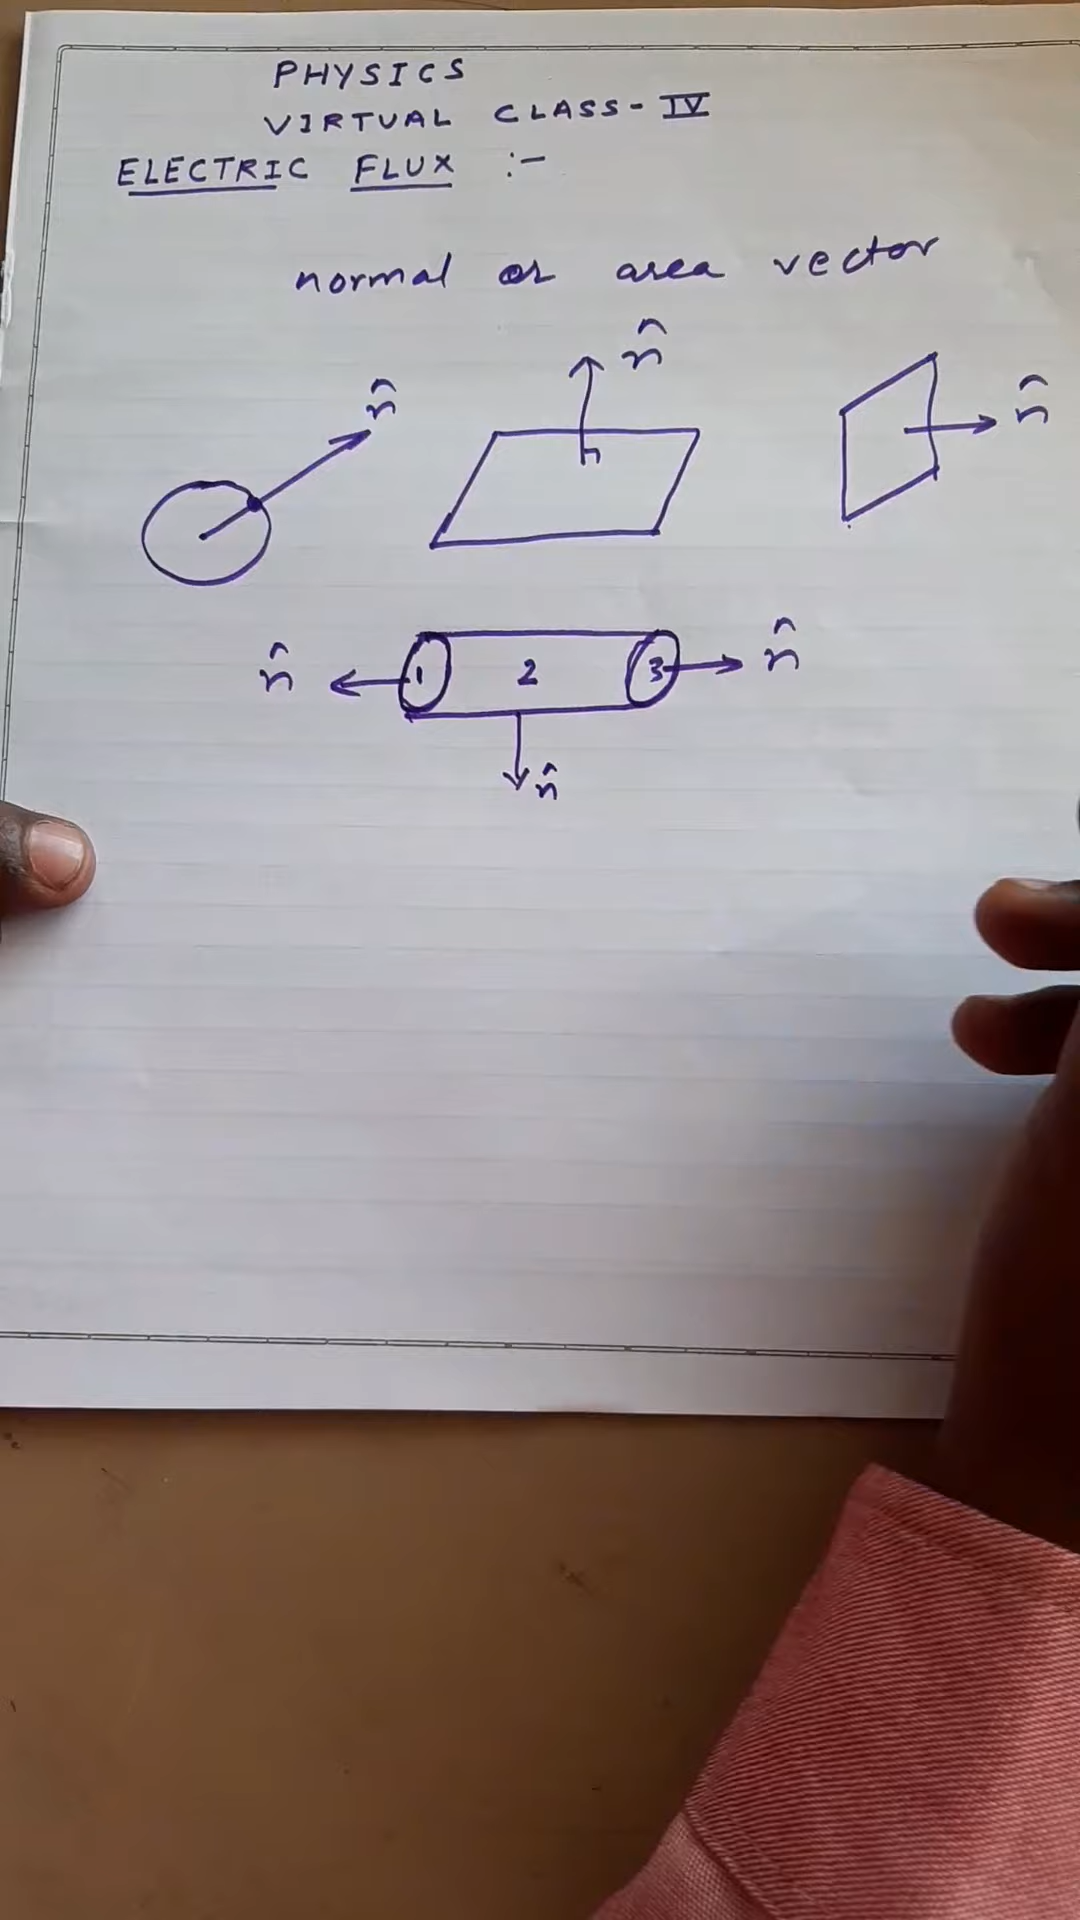 PHYSICS
VIRTUAL CLASS-IV
ELECTRIC FLUX :-
normal or area vector
n̂
n̂
n̂
n̂ 1 2 3 n̂
n̂